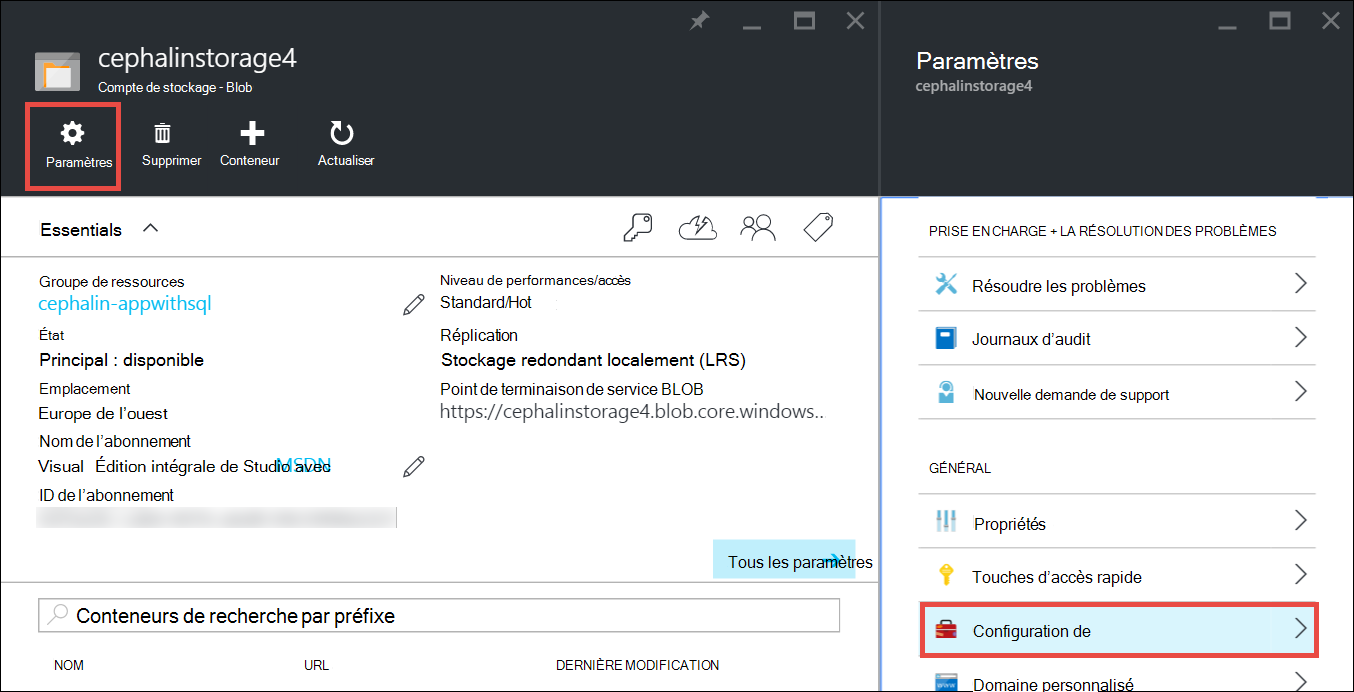 cephalinstorage4
Compte de stockage - Blob
Paramètres
Supprimer
Conteneur
Actualiser
Essentials
Groupe de ressources
cephalin-appwithsql
État
Principal : disponible
Emplacement
Europe de l’ouest
Nom de l’abonnement
Visual Édition intégrale de Studio avec MSDN
ID de l’abonnement
Niveau de performances/accès
Standard/Hot
Réplication
Stockage redondant localement (LRS)
Point de terminaison de service BLOB
https://cephalinstorage4.blob.core.windows..
Tous les paramètres
Conteneurs de recherche par préfixe
NOM
URL
DERNIÈRE MODIFICATION
Paramètres
cephalinstorage4
PRISE EN CHARGE + LA RÉSOLUTION DES PROBLÈMES
Résoudre les problèmes
Journaux d’audit
Nouvelle demande de support
GÉNÉRAL
Propriétés
Touches d’accès rapide
Configuration de
Domaine personnalisé